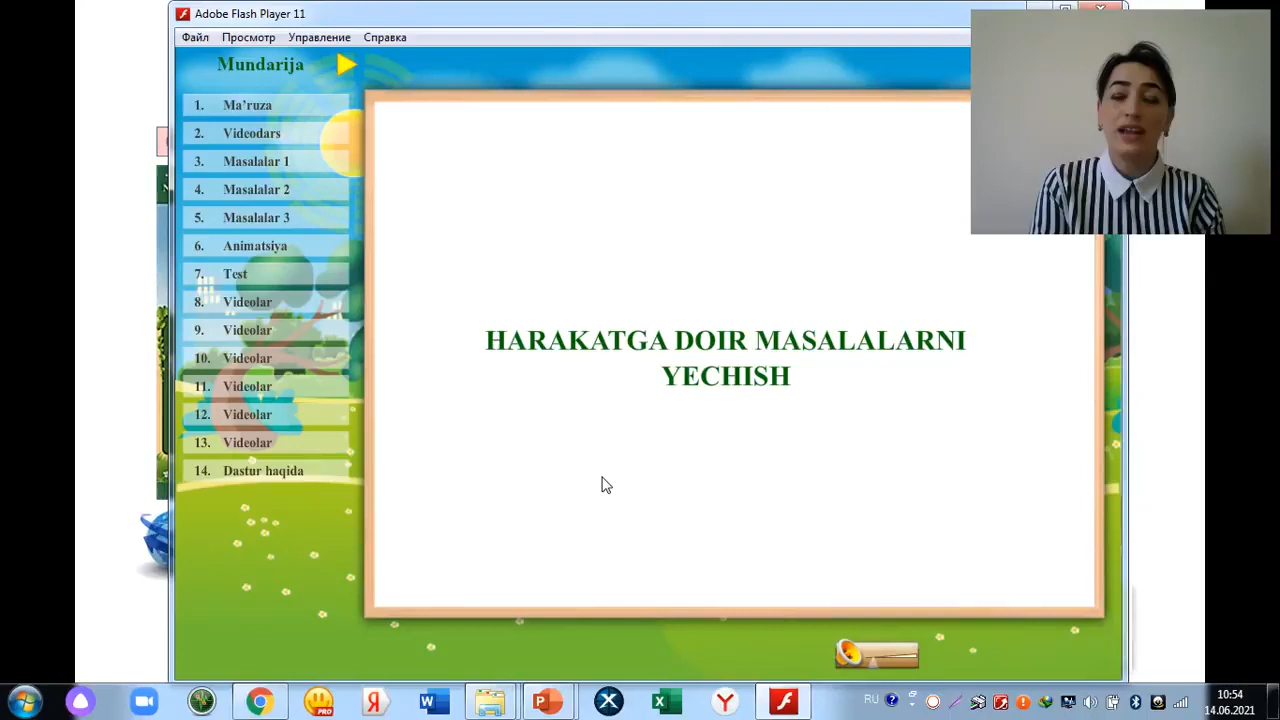 Adobe Flash Player 11
Файл Просмотр Управление Справка
Mundarija
1. Ma’ruza
2. Videodars
3. Masalalar 1
4. Masalalar 2
5. Masalalar 3
6. Animatsiya
7. Test
8. Videolar
9. Videolar
10. Videolar
11. Videolar
12. Videolar
13. Videolar
14. Dastur haqida
HARAKATGA DOIR MASALALARNI
YECHISH
PRO
RU
10:54
14.06.2021